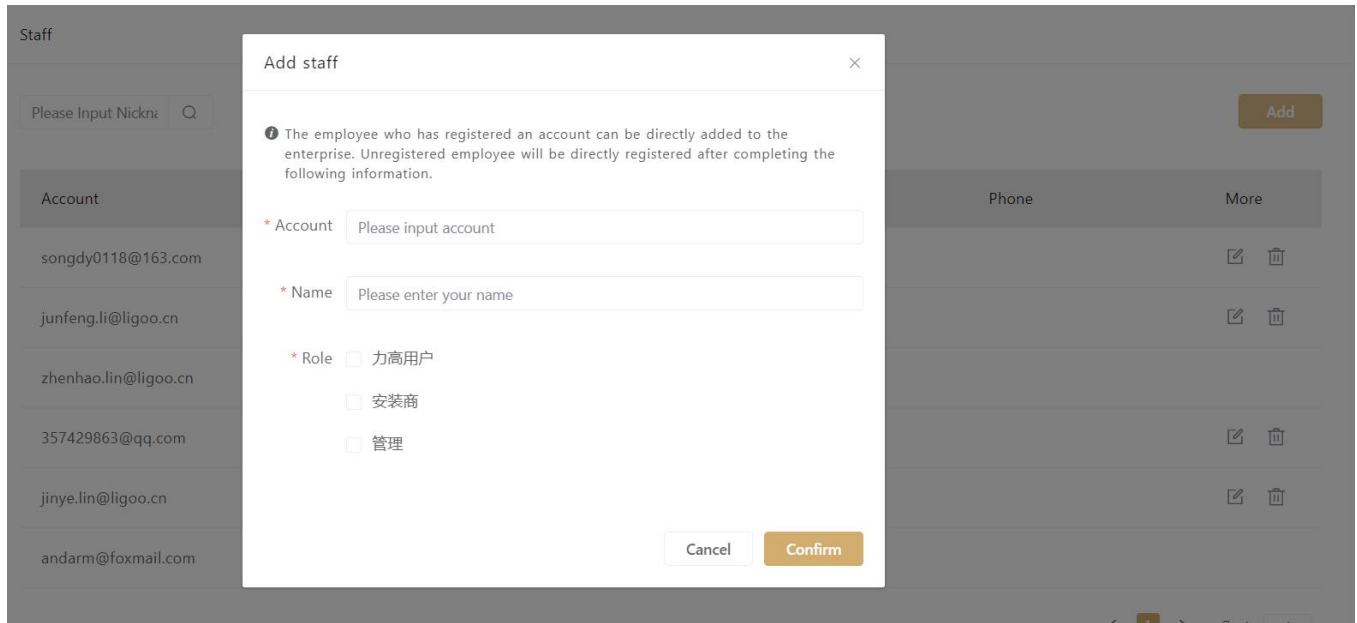 Staff
Add staff
Please Input Nickna
Add
The employee who has registered an account can be directly added to the
enterprise. Unregistered employee will be directly registered after completing the
following information.
Account
Phone
More
* Account
Please input account
songdy0118@163.com
* Name
Please enter your name
junfeng.li@ligoo.cn
* Role
力高用户
zhenhao.lin@ligoo.cn
安装商
357429863@qq.com
管理
jinye.lin@ligoo.cn
Cancel
Confirm
andarm@foxmail.com